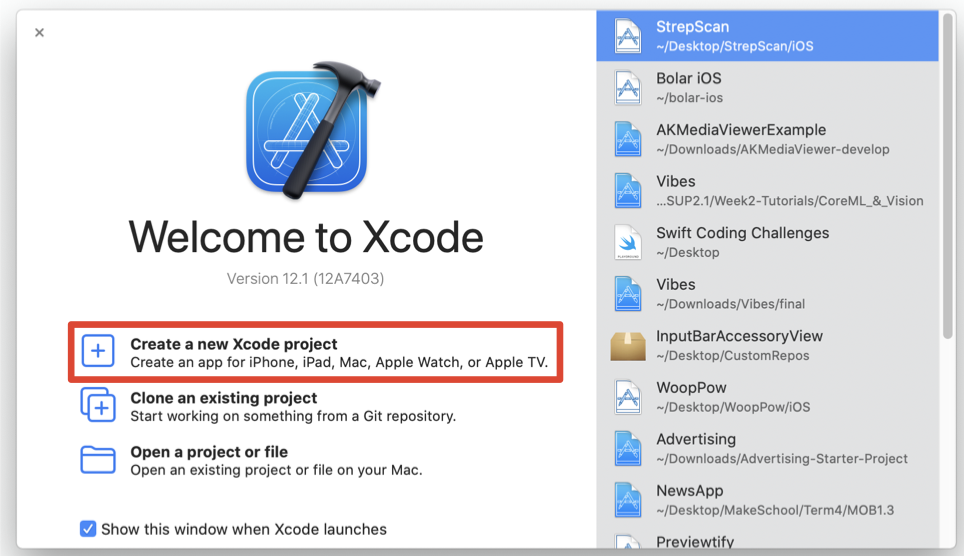 Welcome to Xcode
Version 12.1 (12A7403)
Create a new Xcode project
Create an app for iPhone, iPad, Mac, Apple Watch, or Apple TV.
Clone an existing project
Start working on something from a Git repository.
Open a project or file
Open an existing project or file on your Mac.
Show this window when Xcode launches
StrepScan
~/Desktop/StrepScan/iOS
Bolar iOS
~/bolar-ios
AKMediaViewerExample
~/Downloads/AKMediaViewer-develop
Vibes
...SUP2.1/Week2-Tutorials/CoreML_&_Vision
Swift Coding Challenges
~/Desktop
Vibes
~/Downloads/Vibes/final
InputBarAccessoryView
~/Desktop/CustomRepos
WoopPow
~/Desktop/WoopPow/iOS
Advertising
~/Downloads/Advertising-Starter-Project
NewsApp
~/Desktop/MakeSchool/Term4/MOB1.3
Previewtify